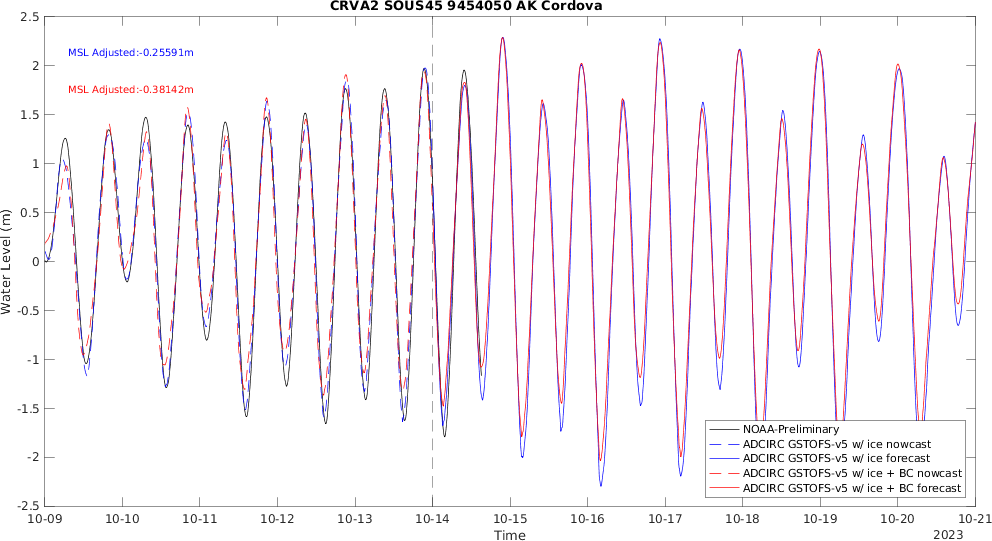 CRVA2 SOUS45 9454050 AK Cordova
MSL Adjusted:-0.25591m
MSL Adjusted:-0.38142m
2.5
2
1.5
1
0.5
0
-0.5
-1
-1.5
-2
-2.5
Water Level (m)
NOAA-Preliminary
ADCIRC GSTOFS-v5 w/ ice nowcast
ADCIRC GSTOFS-v5 w/ ice forecast
ADCIRC GSTOFS-v5 w/ ice + BC nowcast
ADCIRC GSTOFS-v5 w/ ice + BC forecast
10-09 10-10 10-11 10-12 10-13 10-14 10-15 10-16 10-17 10-18 10-19 10-20 10-21
Time
2023